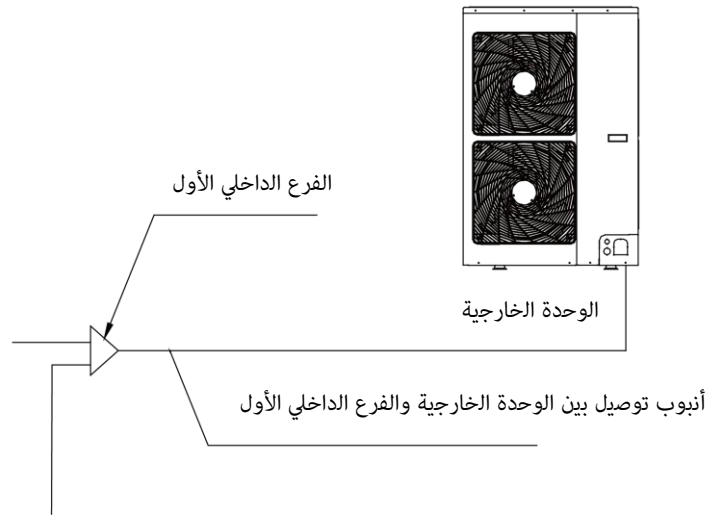 الفرع الداخلي الأول
الوحدة الخارجية
أنبوب توصيل بين الوحدة الخارجية والفرع الداخلي الأول